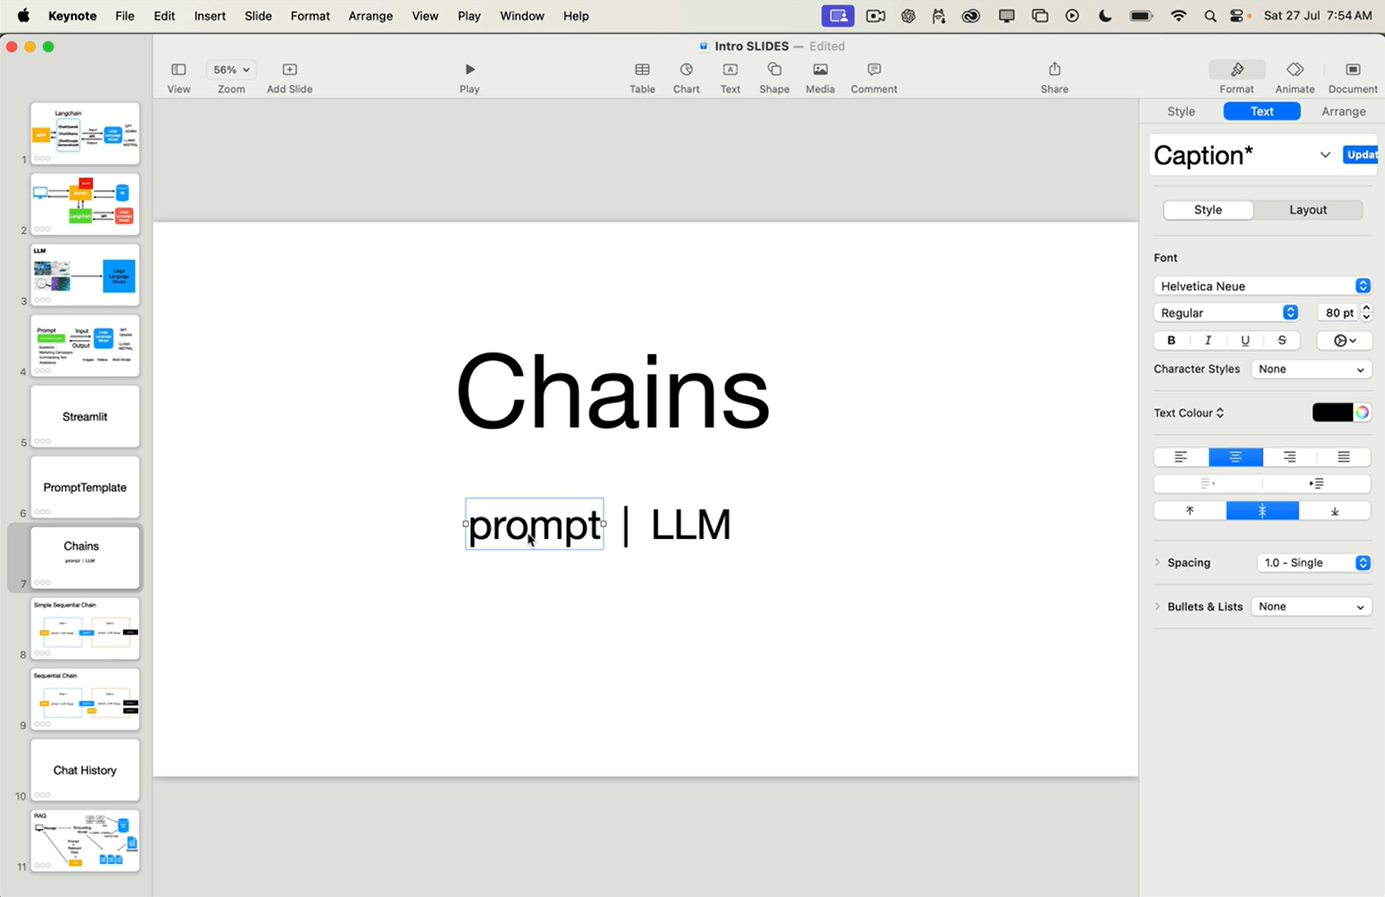 Keynote File Edit Insert Slide Format Arrange View Play Window Help Sat 27 Jul 7:54 AM
Intro SLIDES — Edited
56%
View Zoom Add Slide Play Table Chart Text Shape Media Comment Share Format Animate Document
Style Text Arrange
Caption* Updat
Style Layout
Font
Helvetica Neue
Regular 80 pt
B I U S
Character Styles None
Text Colour
Spacing 1.0 - Single
Bullets & Lists None
Chains
prompt | LLM
Langchain
1
2
LLM
Large Language Model
3
Prompt
Input
Output
4
Streamlit
5
PromptTemplate
6
Chains
prompt | LLM
7
Simple Sequential Chain
8
Sequential Chain
9
Chat History
10
RAG
11